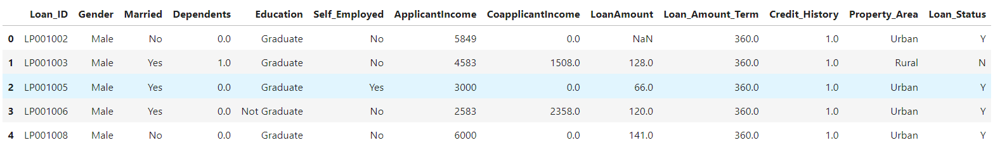 Loan_ID Gender Married Dependents Education Self_Employed ApplicantIncome CoapplicantIncome LoanAmount Loan_Amount_Term Credit_History Property_Area Loan_Status
0 LP001002 Male No 0.0 Graduate No 5849 0.0 NaN 360.0 1.0 Urban Y
1 LP001003 Male Yes 1.0 Graduate No 4583 1508.0 128.0 360.0 1.0 Rural N
2 LP001005 Male Yes 0.0 Graduate Yes 3000 0.0 66.0 360.0 1.0 Urban Y
3 LP001006 Male Yes 0.0 Not Graduate No 2583 2358.0 120.0 360.0 1.0 Urban Y
4 LP001008 Male No 0.0 Graduate No 6000 0.0 141.0 360.0 1.0 Urban Y